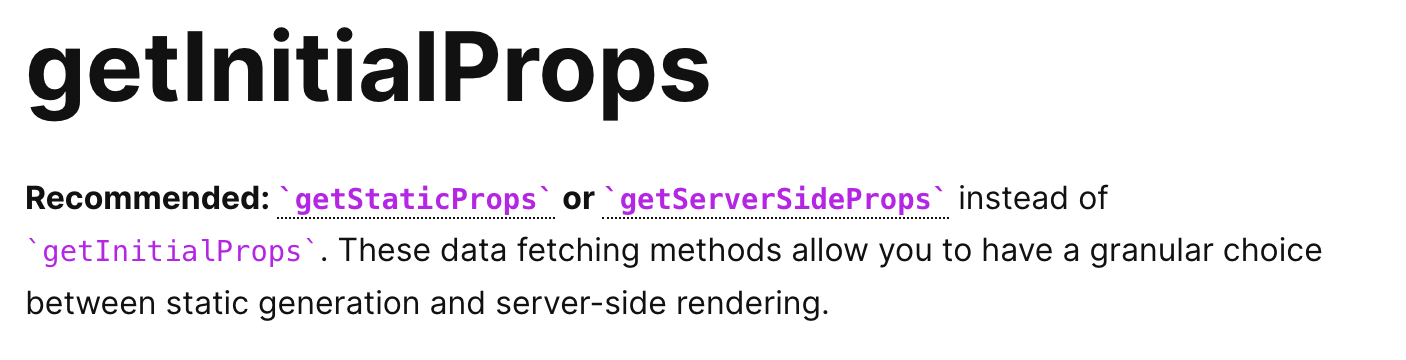 getInitialProps
Recommended: `getStaticProps` or `getServerSideProps` instead of
`getInitialProps`. These data fetching methods allow you to have a granular choice
between static generation and server-side rendering.